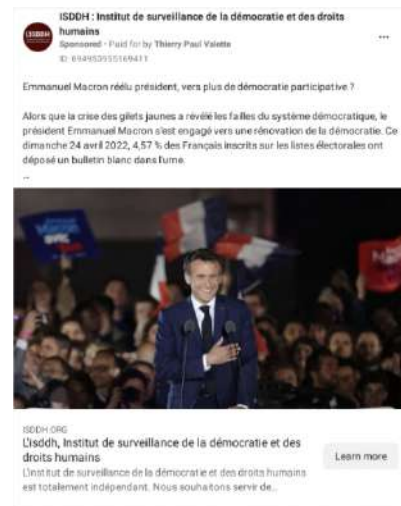 ISDDH : Institut de surveillance de la démocratie et des droits
humains
Sponsored • Paid for by Thierry Paul Valette
ID: 694953955169411
Emmanuel Macron réélu président, vers plus de démocratie participative ?
Alors que la crise des gilets jaunes a révélé les failles du système démocratique, le
président Emmanuel Macron s'est engagé vers une rénovation de la démocratie. Ce
dimanche 24 avril 2022, 4,57 % des Français inscrits sur les listes électorales ont
déposé un bulletin blanc dans l'urne.
...
ISDDH.ORG
L'isddh, Institut de surveillance de la démocratie et des
droits humains
Learn more
L'institut de surveillance de la démocratie et des droits humains
est totalement indépendant. Nous souhaitons servir de...